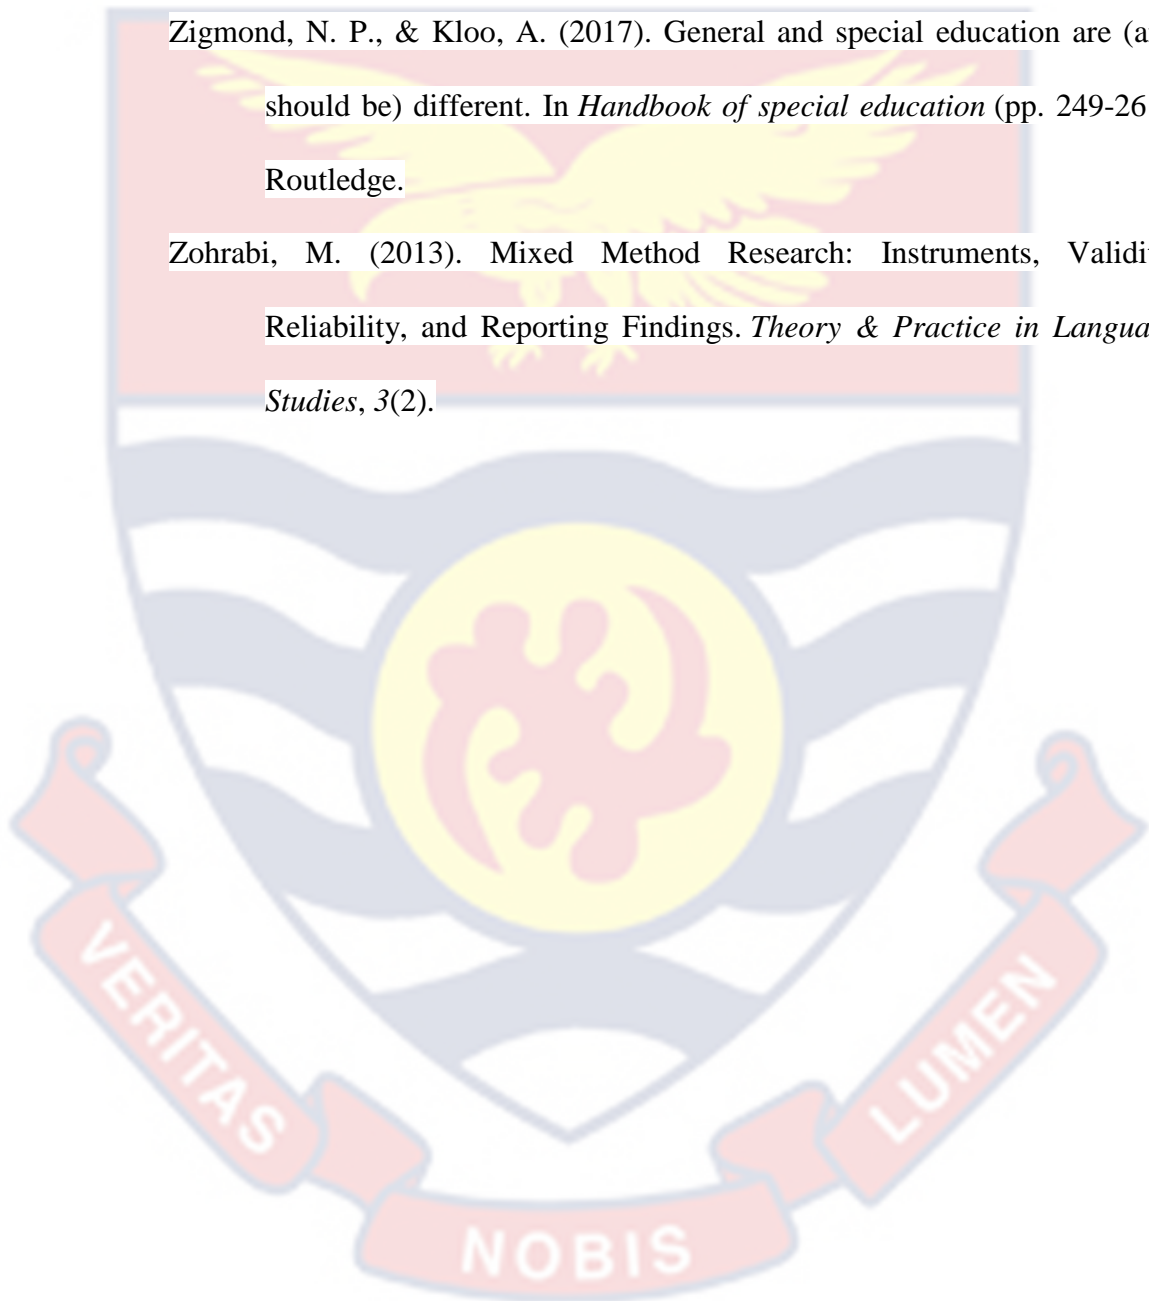 Zigmond, N. P., & Kloo, A. (2017). General and special education are (a
should be) different. In Handbook of special education (pp. 249-26
Routledge.
Zohrabi, M. (2013). Mixed Method Research: Instruments, Validit
Reliability, and Reporting Findings. Theory & Practice in Langua
Studies, 3(2).
VERITAS
NOBIS
LUMEN